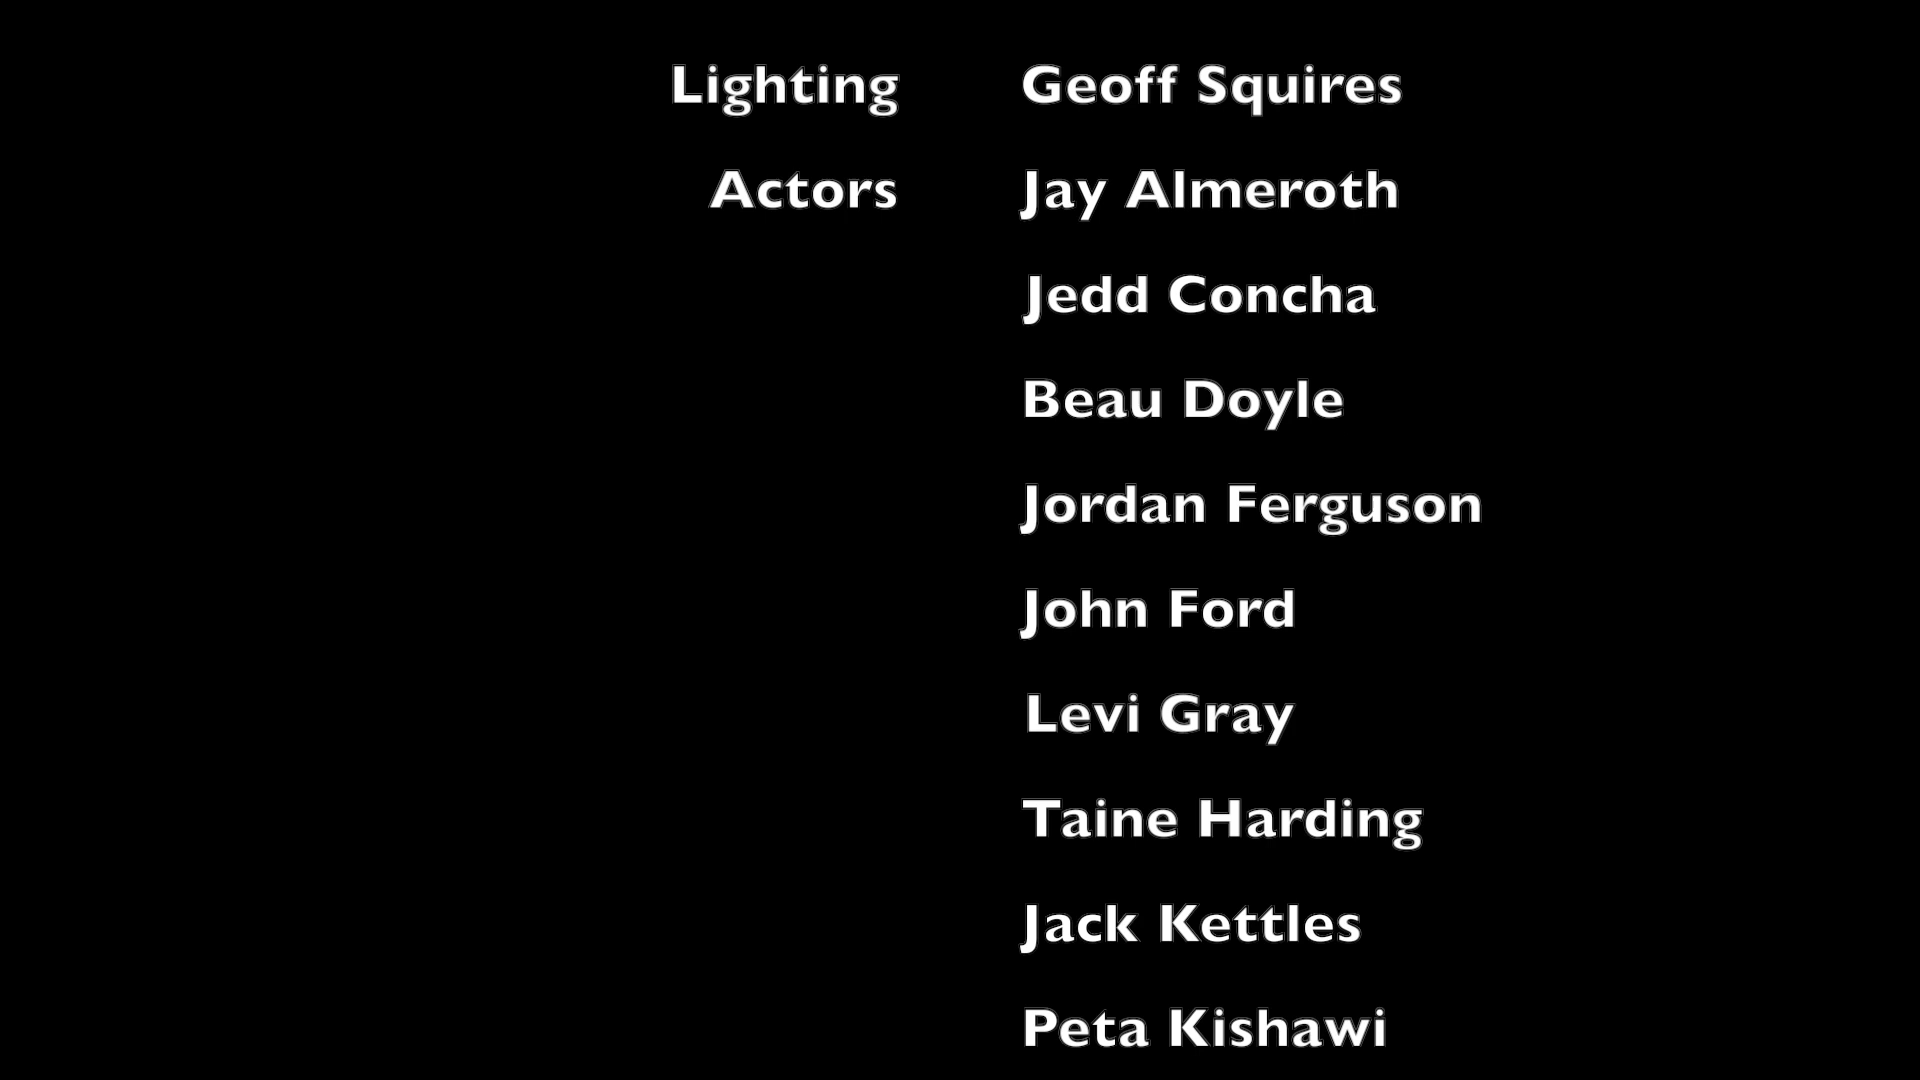 Lighting Geoff Squires
Actors Jay Almeroth
Jedd Concha
Beau Doyle
Jordan Ferguson
John Ford
Levi Gray
Taine Harding
Jack Kettles
Peta Kishawi